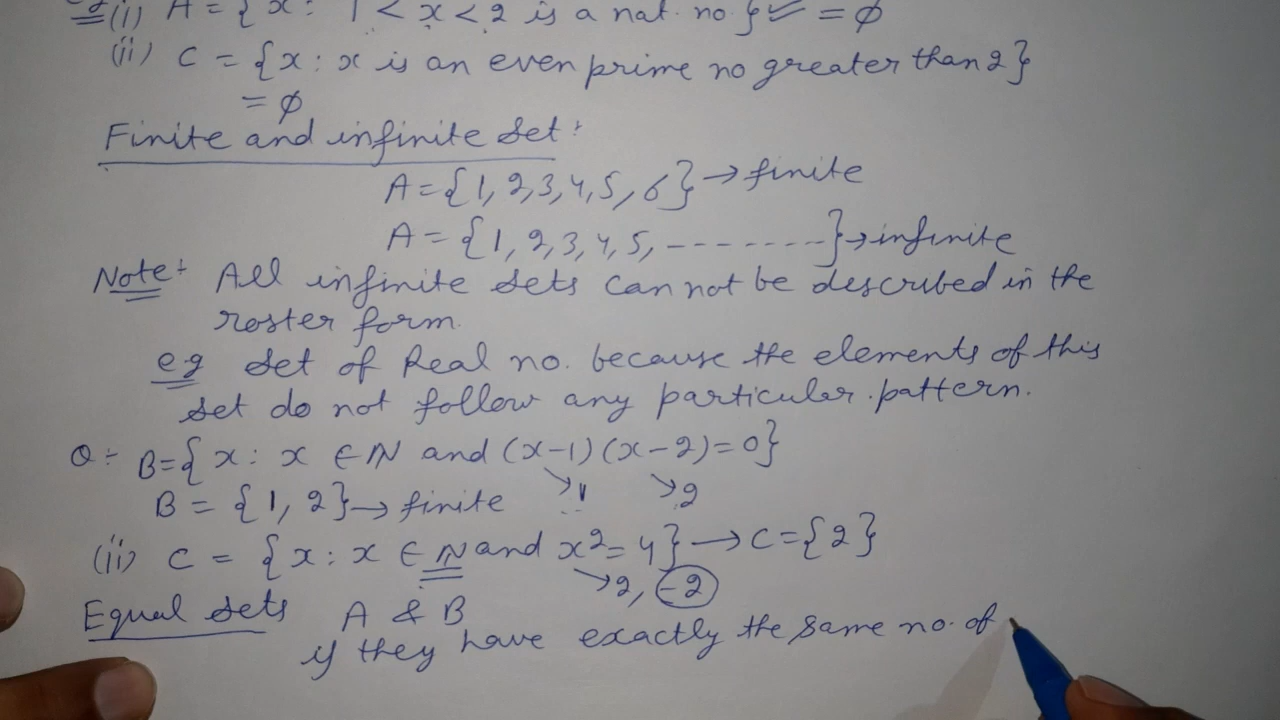 eg (i) A = { x : 1 < x < 2 is a nat. no.} = ∅
(ii) C = {x : x is an even prime no greater than 2}
= ∅
Finite and infinite set :
A = {1, 2, 3, 4, 5, 6} → finite
A = {1, 2, 3, 4, 5, - - - - - - - -} → infinite
Note : All infinite sets can not be described in the
roster form.
eg set of Real no. because the elements of this
set do not follow any particular pattern.
Q :- B = { x : x ∈ N and (x-1) (x-2) = 0}
↘1 ↘2
B = {1, 2} → finite
(ii) C = {x : x ∈ N and x² = 4} → C = {2}
↘2, -2
Equal sets A & B
if they have exactly the same no. of